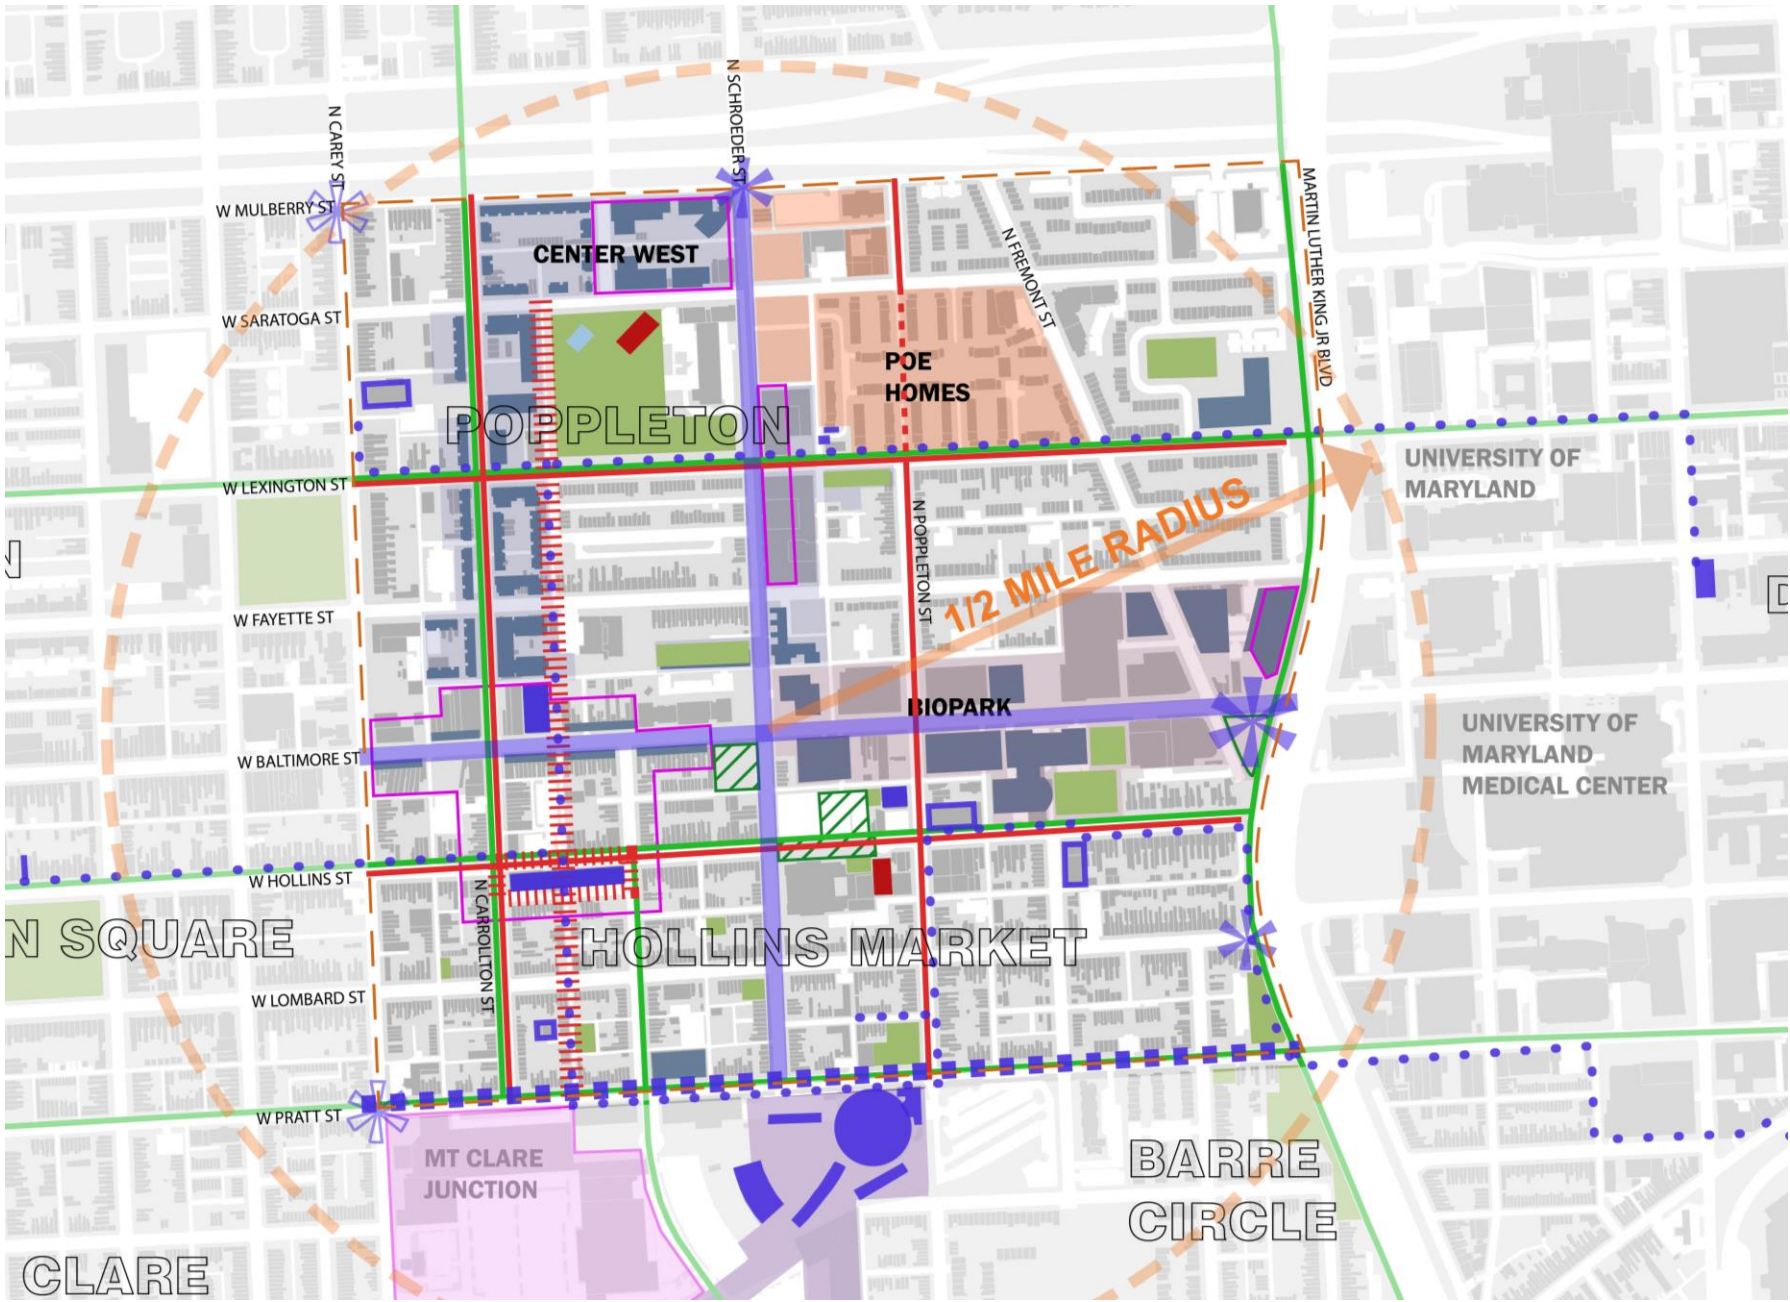 N SCHROEDER ST
N CAREY ST
W MULBERRY ST
MARTIN LUTHER KING JR BLVD
CENTER WEST
N FREMONT ST
W SARATOGA ST
POE
HOMES
POPPLETON
UNIVERSITY OF
MARYLAND
W LEXINGTON ST
1/2 MILE RADIUS
N POPPLETON ST
N
D
W FAYETTE ST
BIOPARK
UNIVERSITY OF
MARYLAND
MEDICAL CENTER
W BALTIMORE ST
W HOLLINS ST
N CARROLLTON ST
N SQUARE
HOLLINS MARKET
W LOMBARD ST
W PRATT ST
MT CLARE
JUNCTION
BARRE
CIRCLE
CLARE